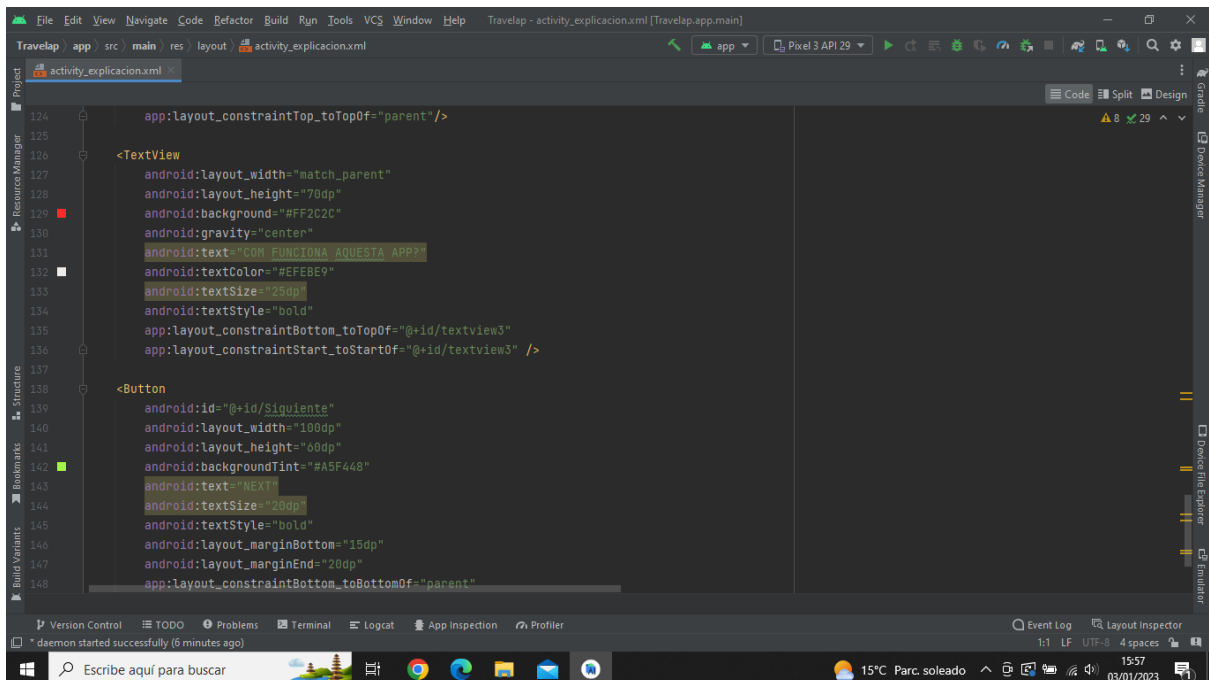 File Edit View Navigate Code Refactor Build Run Tools VCS Window Help Travelap - activity_explicacion.xml [Travelap.app.main]
Travelap app src main res layout activity_explicacion.xml app Pixel 3 API 29
Project activity_explicacion.xml Gradle
Code Split Design
124 app:layout_constraintTop_toTopOf="parent"/> 8 29
125
126 <TextView
127 android:layout_width="match_parent"
128 android:layout_height="70dp"
129 android:background="#FF2C2C"
130 android:gravity="center"
131 android:text="COM FUNCIONA AQUESTA APP?"
132 android:textColor="#EFEBE9"
133 android:textSize="25dp"
134 android:textStyle="bold"
135 app:layout_constraintBottom_toTopOf="@+id/textview3"
136 app:layout_constraintStart_toStartOf="@+id/textview3" />
137
138 <Button
139 android:id="@+id/Siguiente"
140 android:layout_width="100dp"
141 android:layout_height="60dp"
142 android:backgroundTint="#A5F448"
143 android:text="NEXT"
144 android:textSize="20dp"
145 android:textStyle="bold"
146 android:layout_marginBottom="15dp"
147 android:layout_marginEnd="20dp"
148 app:layout_constraintBottom_toBottomOf="parent"
Resource Manager
Structure
Bookmarks
Build Variants
Device Manager
Device File Explorer
Emulator
Version Control TODO Problems Terminal Logcat App Inspection Profiler Event Log Layout Inspector
* daemon started successfully (6 minutes ago) 1:1 LF UTF-8 4 spaces
Escribe aquí para buscar 15°C Parc. soleado 15:57
03/01/2023